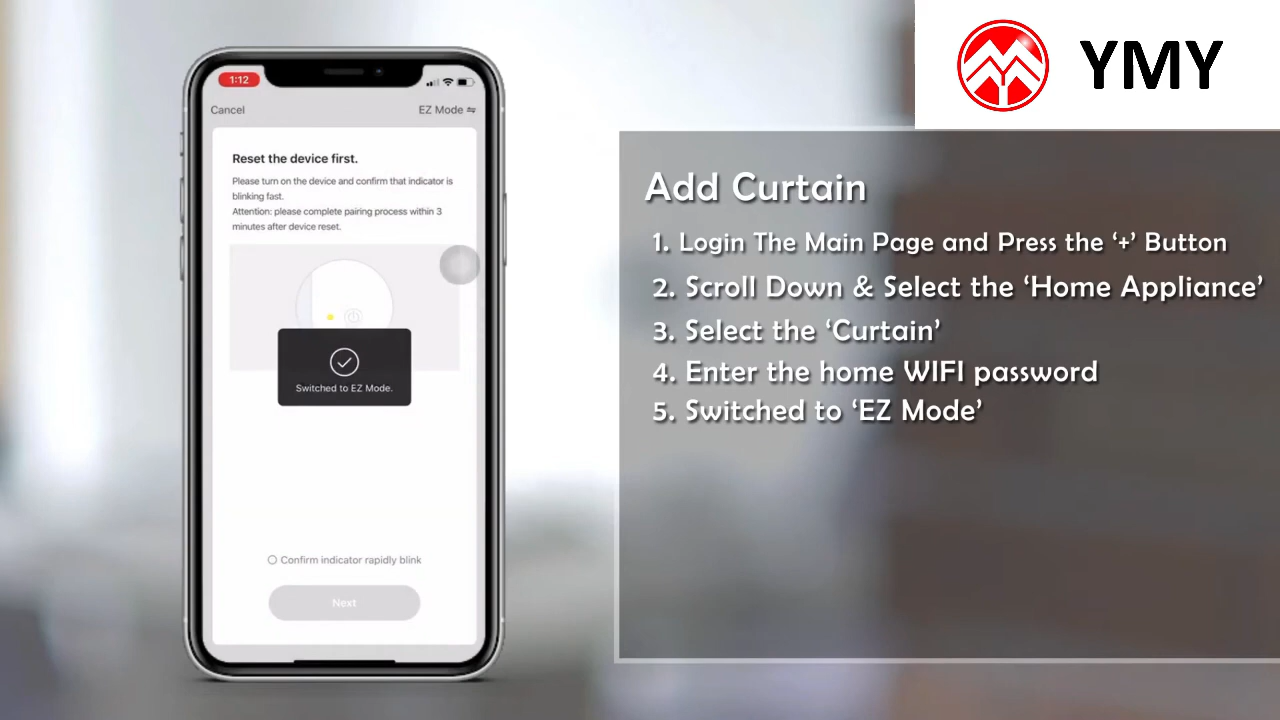 YMY
1:12
Cancel
EZ Mode
Reset the device first.
Please turn on the device and confirm that indicator is
blinking fast.
Attention: please complete pairing process within 3
minutes after device reset.
Switched to EZ Mode.
Confirm indicator rapidly blink
Next
Add Curtain
1. Login The Main Page and Press the ‘+’ Button
2. Scroll Down & Select the ‘Home Appliance’
3. Select the ‘Curtain’
4. Enter the home WIFI password
5. Switched to ‘EZ Mode’